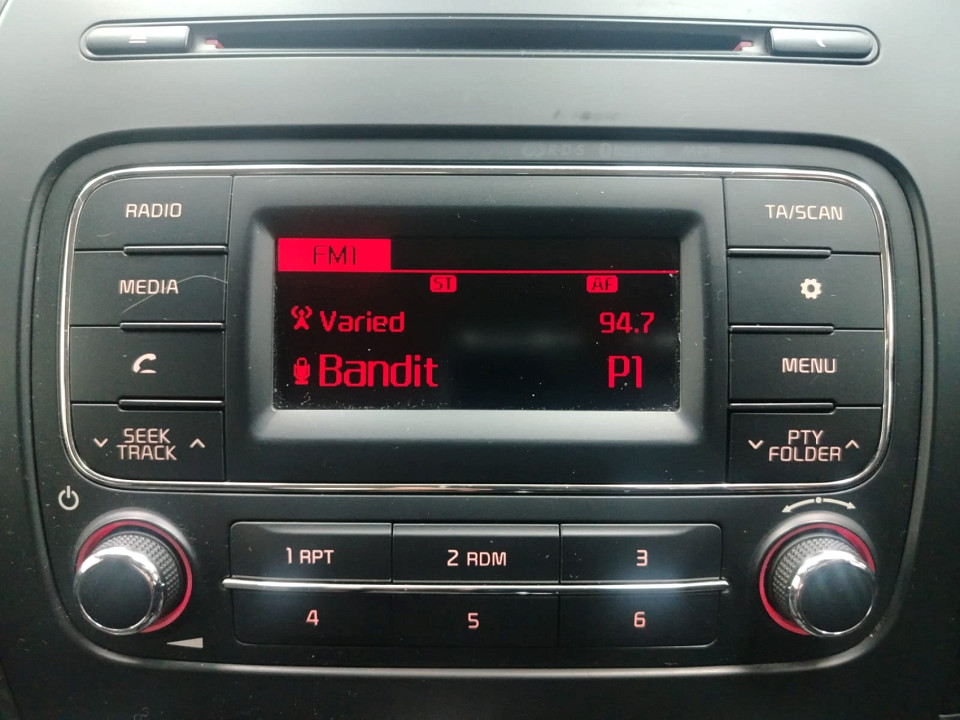 RADIO
MEDIA
SEEK
TRACK
FM1
ST AF
Varied 94.7
Bandit P1
TA/SCAN
MENU
PTY
FOLDER
1 RPT 2 RDM 3
4 5 6